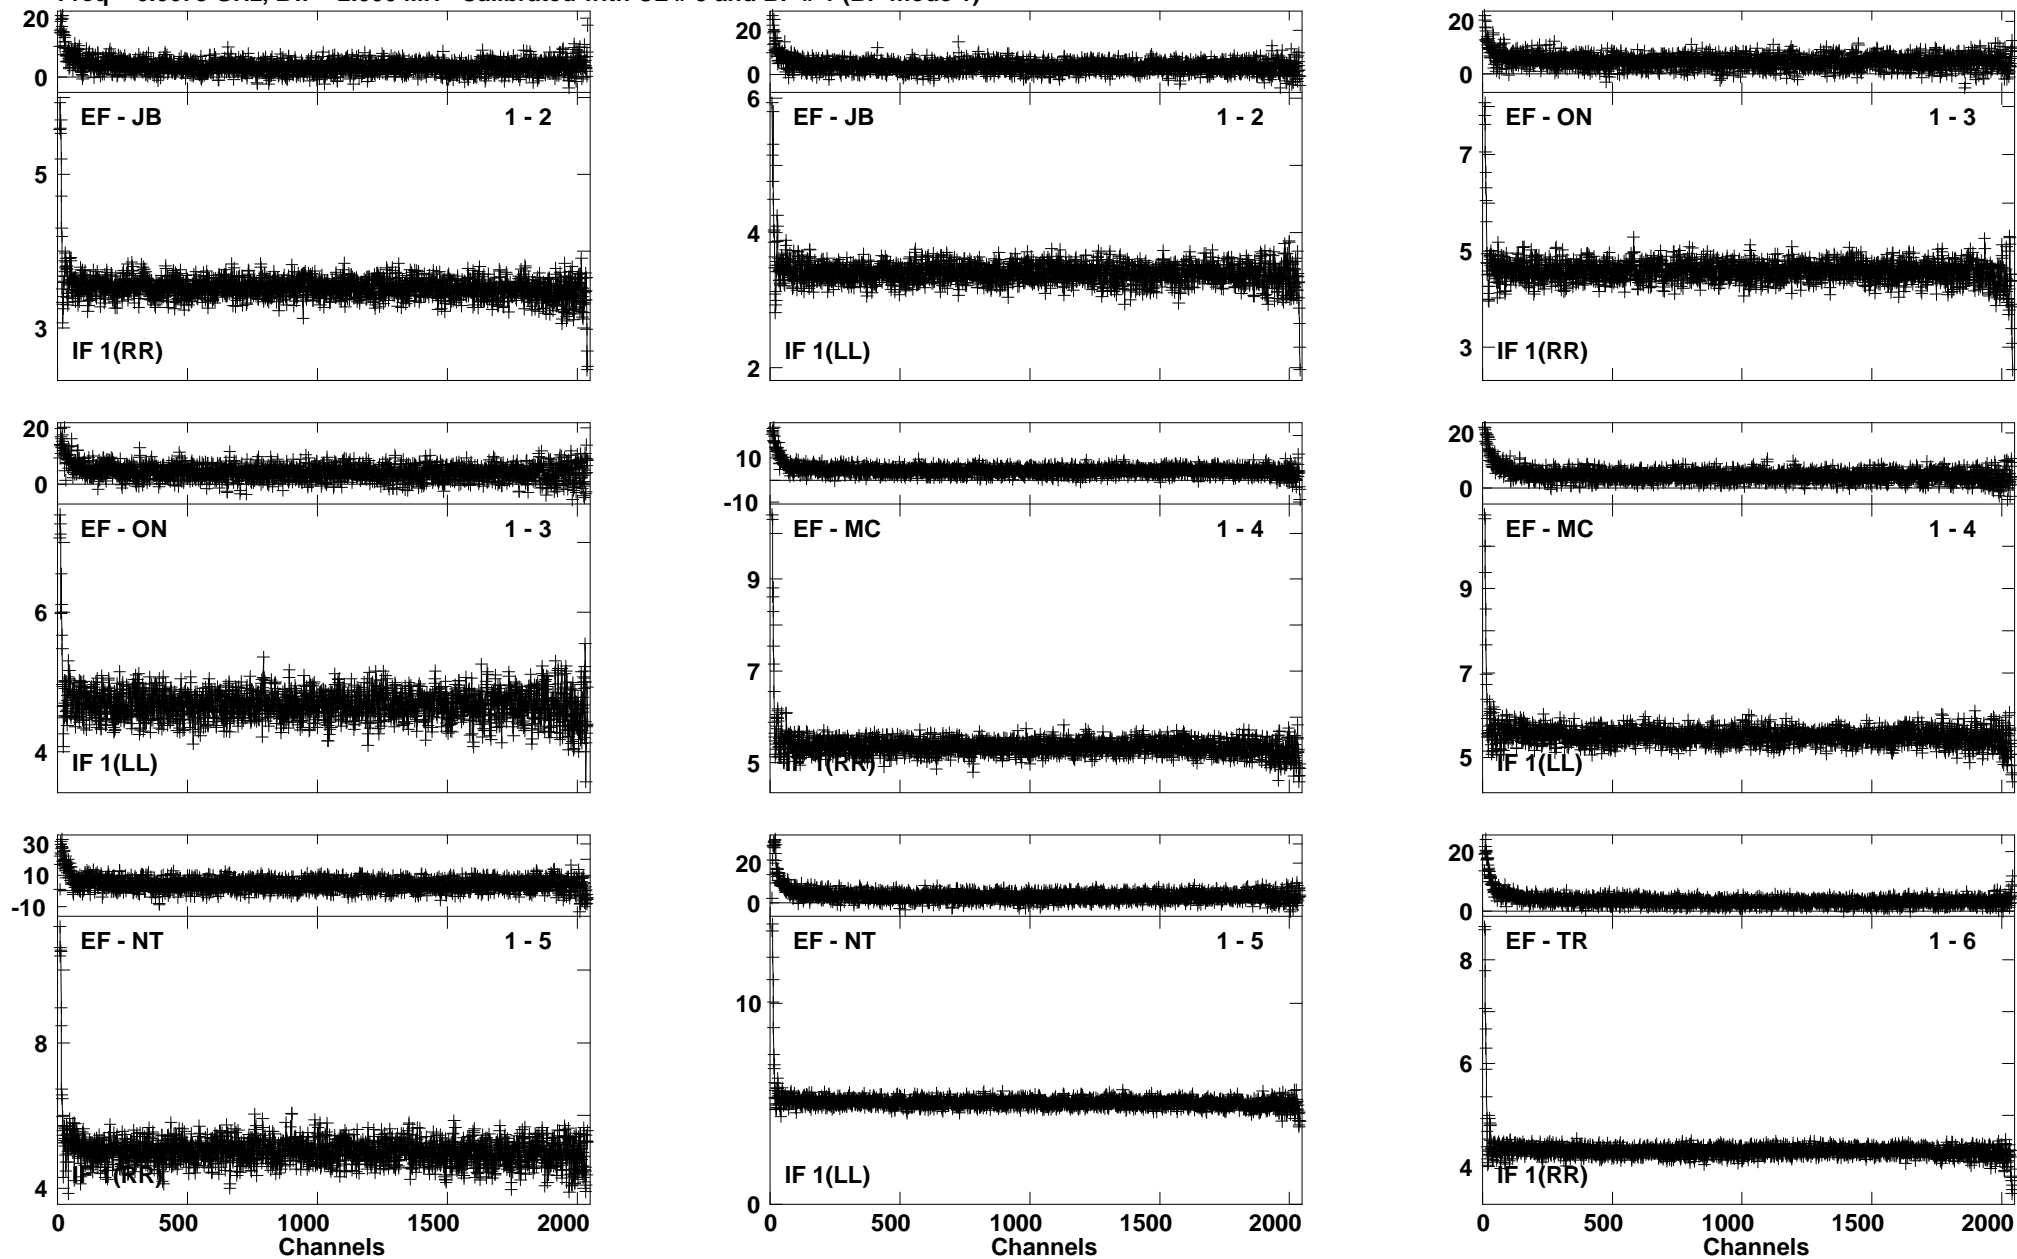 20
0
EF - JB 1 - 2
5
3
IF 1(RR)
20
0
6
EF - JB 1 - 2
4
2
IF 1(LL)
20
0
EF - ON 1 - 3
7
5
3
IF 1(RR)
20
0
EF - ON 1 - 3
6
4
IF 1(LL)
10
-10
EF - MC 1 - 4
9
7
5
IF 1(RR)
20
0
EF - MC 1 - 4
9
7
5
IF 1(LL)
30
10
-10
EF - NT 1 - 5
8
4
IF 1(RR)
0 500 1000 1500 2000
Channels
20
0
EF - NT 1 - 5
10
0
IF 1(LL)
0 500 1000 1500 2000
Channels
20
0
EF - TR 1 - 6
8
6
4
IF 1(RR)
0 500 1000 1500 2000
Channels